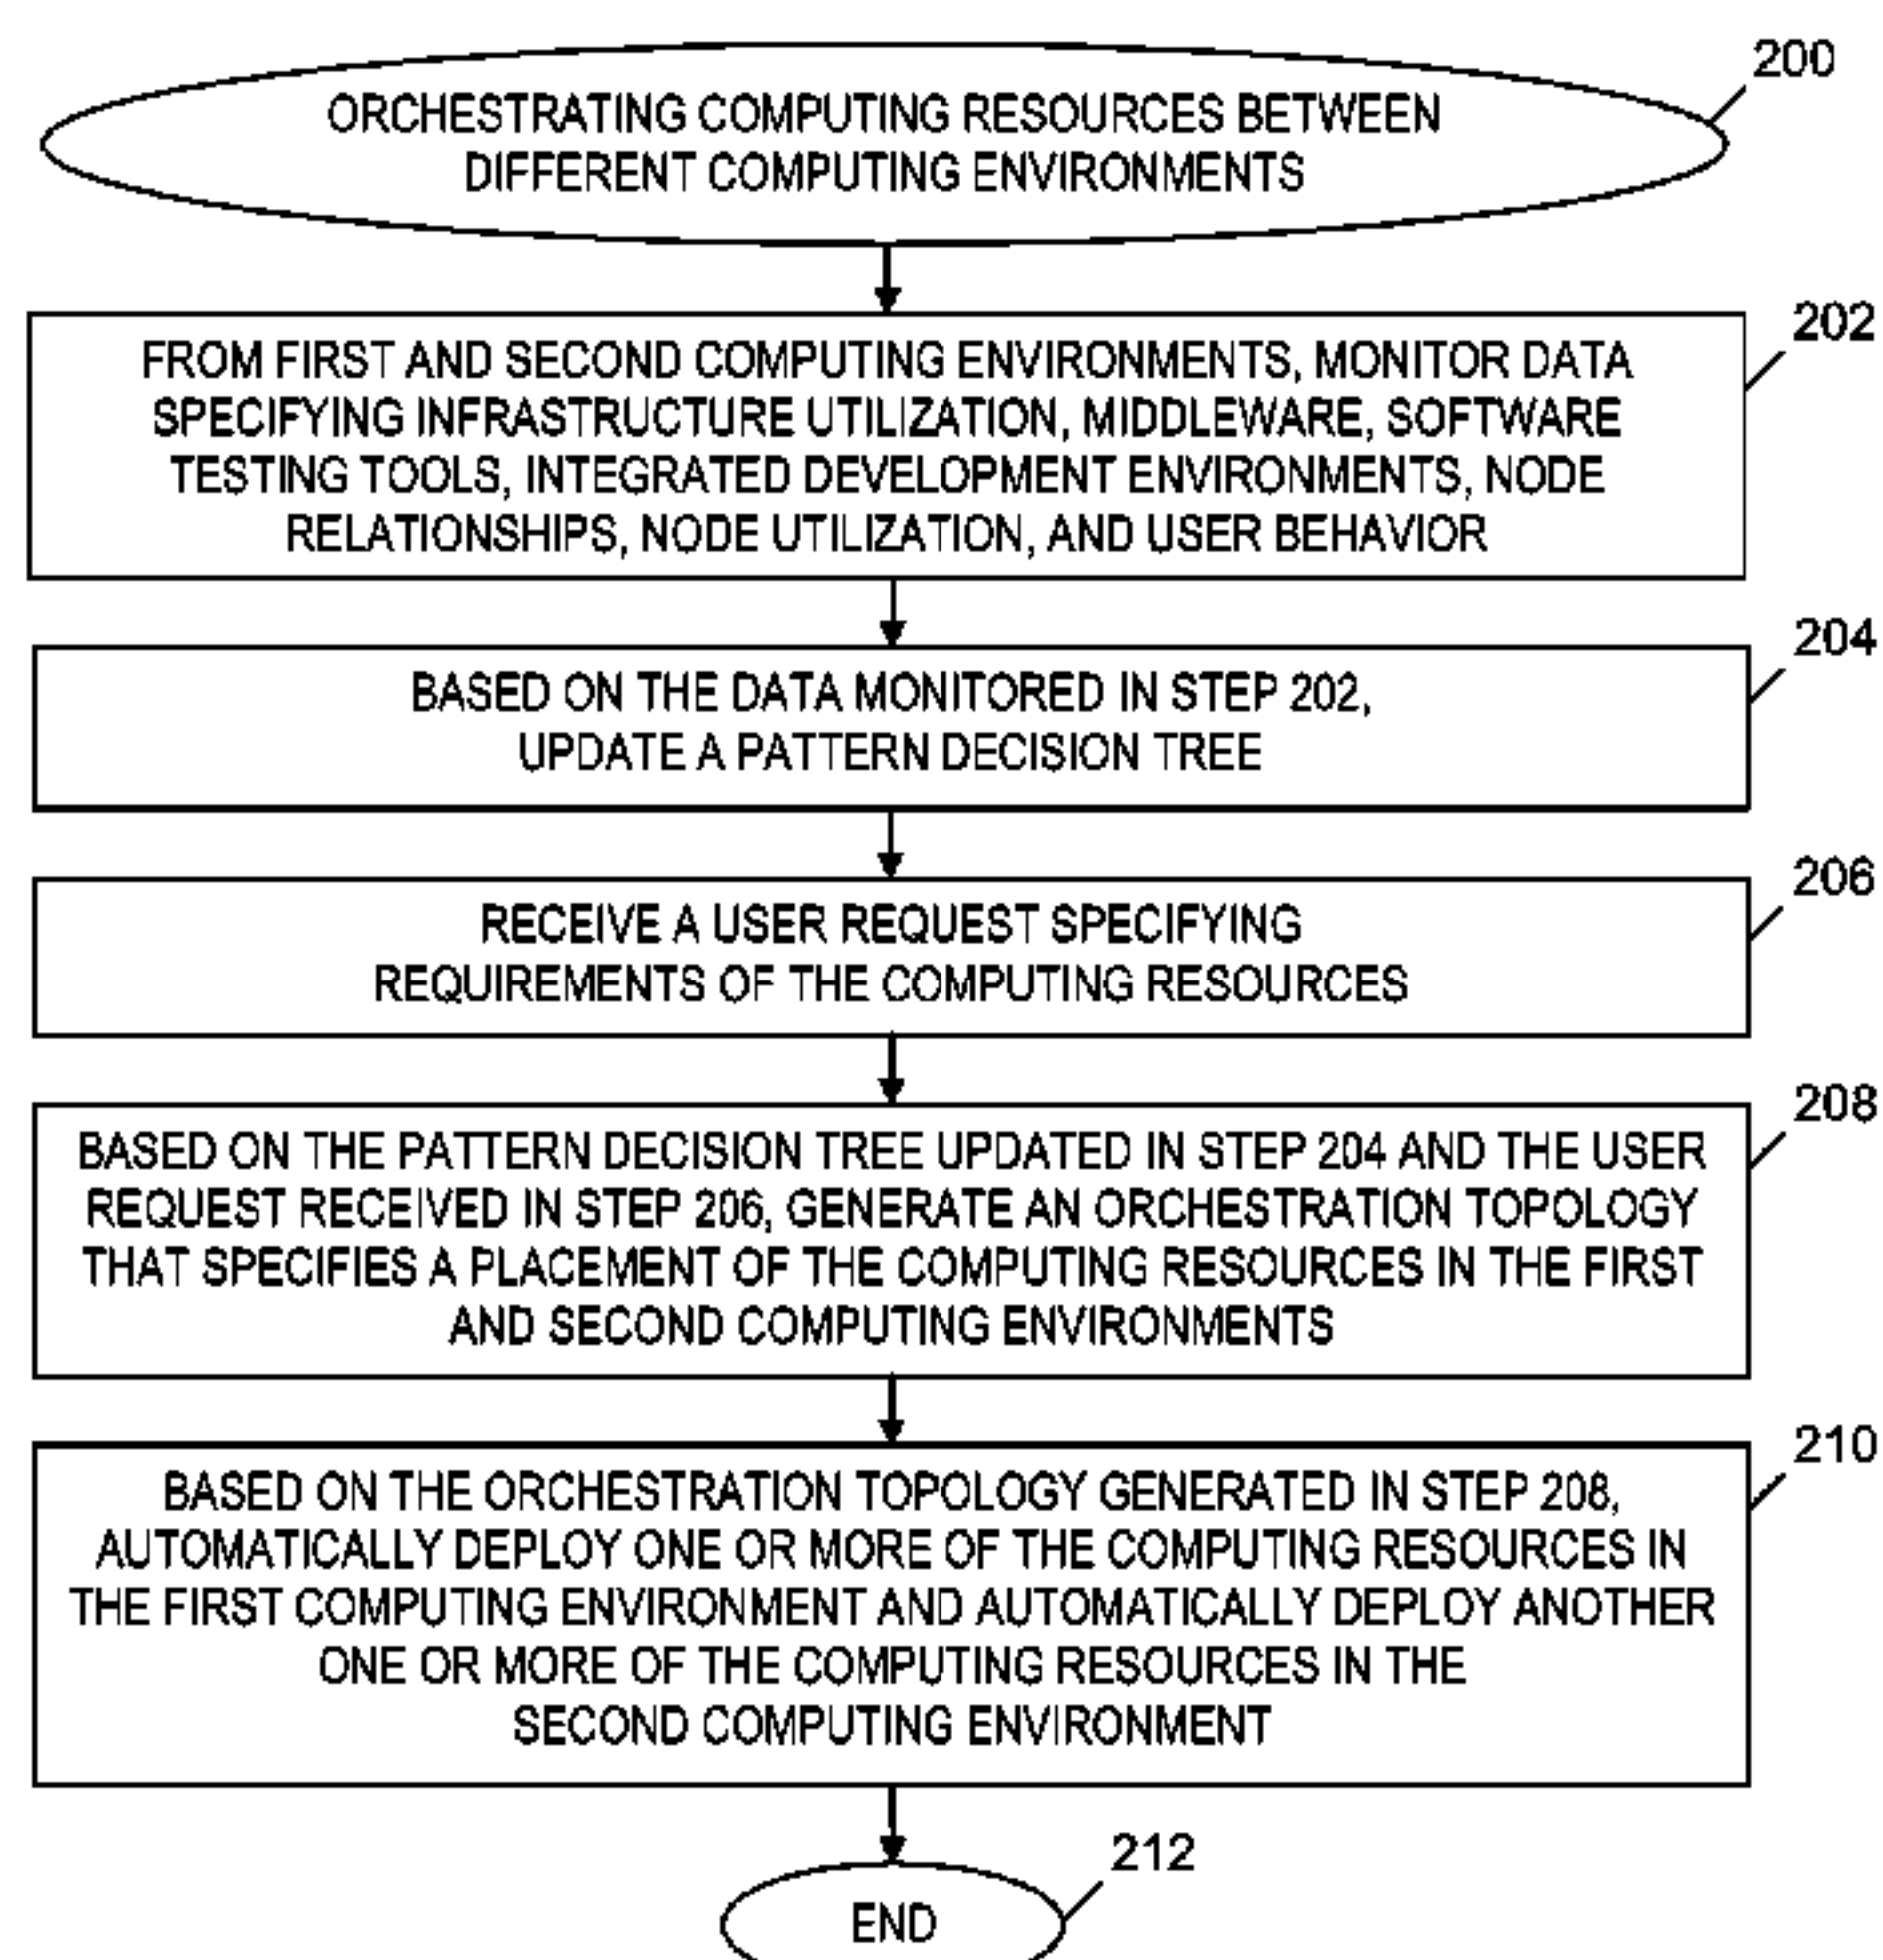 200
ORCHESTRATING COMPUTING RESOURCES BETWEEN
DIFFERENT COMPUTING ENVIRONMENTS
202
FROM FIRST AND SECOND COMPUTING ENVIRONMENTS, MONITOR DATA
SPECIFYING INFRASTRUCTURE UTILIZATION, MIDDLEWARE, SOFTWARE
TESTING TOOLS, INTEGRATED DEVELOPMENT ENVIRONMENTS, NODE
RELATIONSHIPS, NODE UTILIZATION, AND USER BEHAVIOR
204
BASED ON THE DATA MONITORED IN STEP 202,
UPDATE A PATTERN DECISION TREE
206
RECEIVE A USER REQUEST SPECIFYING
REQUIREMENTS OF THE COMPUTING RESOURCES
208
BASED ON THE PATTERN DECISION TREE UPDATED IN STEP 204 AND THE USER
REQUEST RECEIVED IN STEP 206, GENERATE AN ORCHESTRATION TOPOLOGY
THAT SPECIFIES A PLACEMENT OF THE COMPUTING RESOURCES IN THE FIRST
AND SECOND COMPUTING ENVIRONMENTS
210
BASED ON THE ORCHESTRATION TOPOLOGY GENERATED IN STEP 208,
AUTOMATICALLY DEPLOY ONE OR MORE OF THE COMPUTING RESOURCES IN
THE FIRST COMPUTING ENVIRONMENT AND AUTOMATICALLY DEPLOY ANOTHER
ONE OR MORE OF THE COMPUTING RESOURCES IN THE
SECOND COMPUTING ENVIRONMENT
212
END